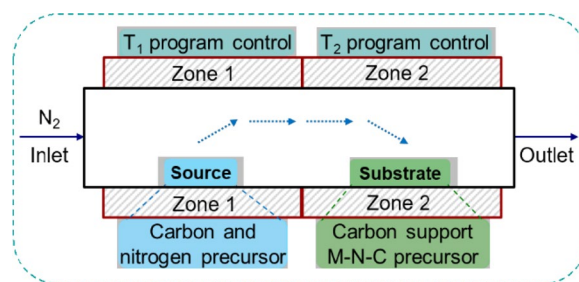 T₁ program control
T₂ program control
Zone 1
Zone 2
N₂
Inlet
Source
Substrate
Outlet
Zone 1
Zone 2
Carbon and
nitrogen precursor
Carbon support
M-N-C precursor